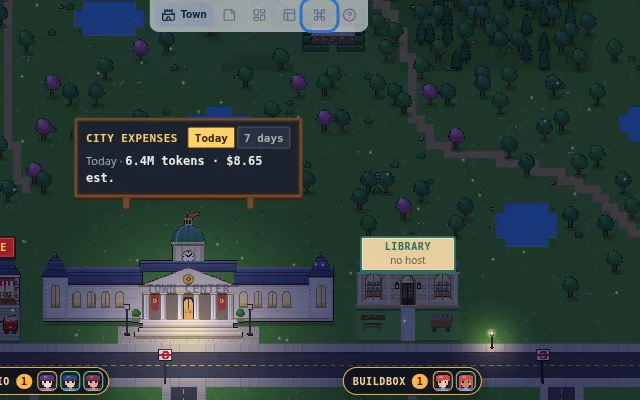 Town
CITY EXPENSES Today 7 days
Today · 6.4M tokens · $8.65
est.
E
LIBRARY
no host
TOWN CENTER
IO 1
BUILDBOX 1